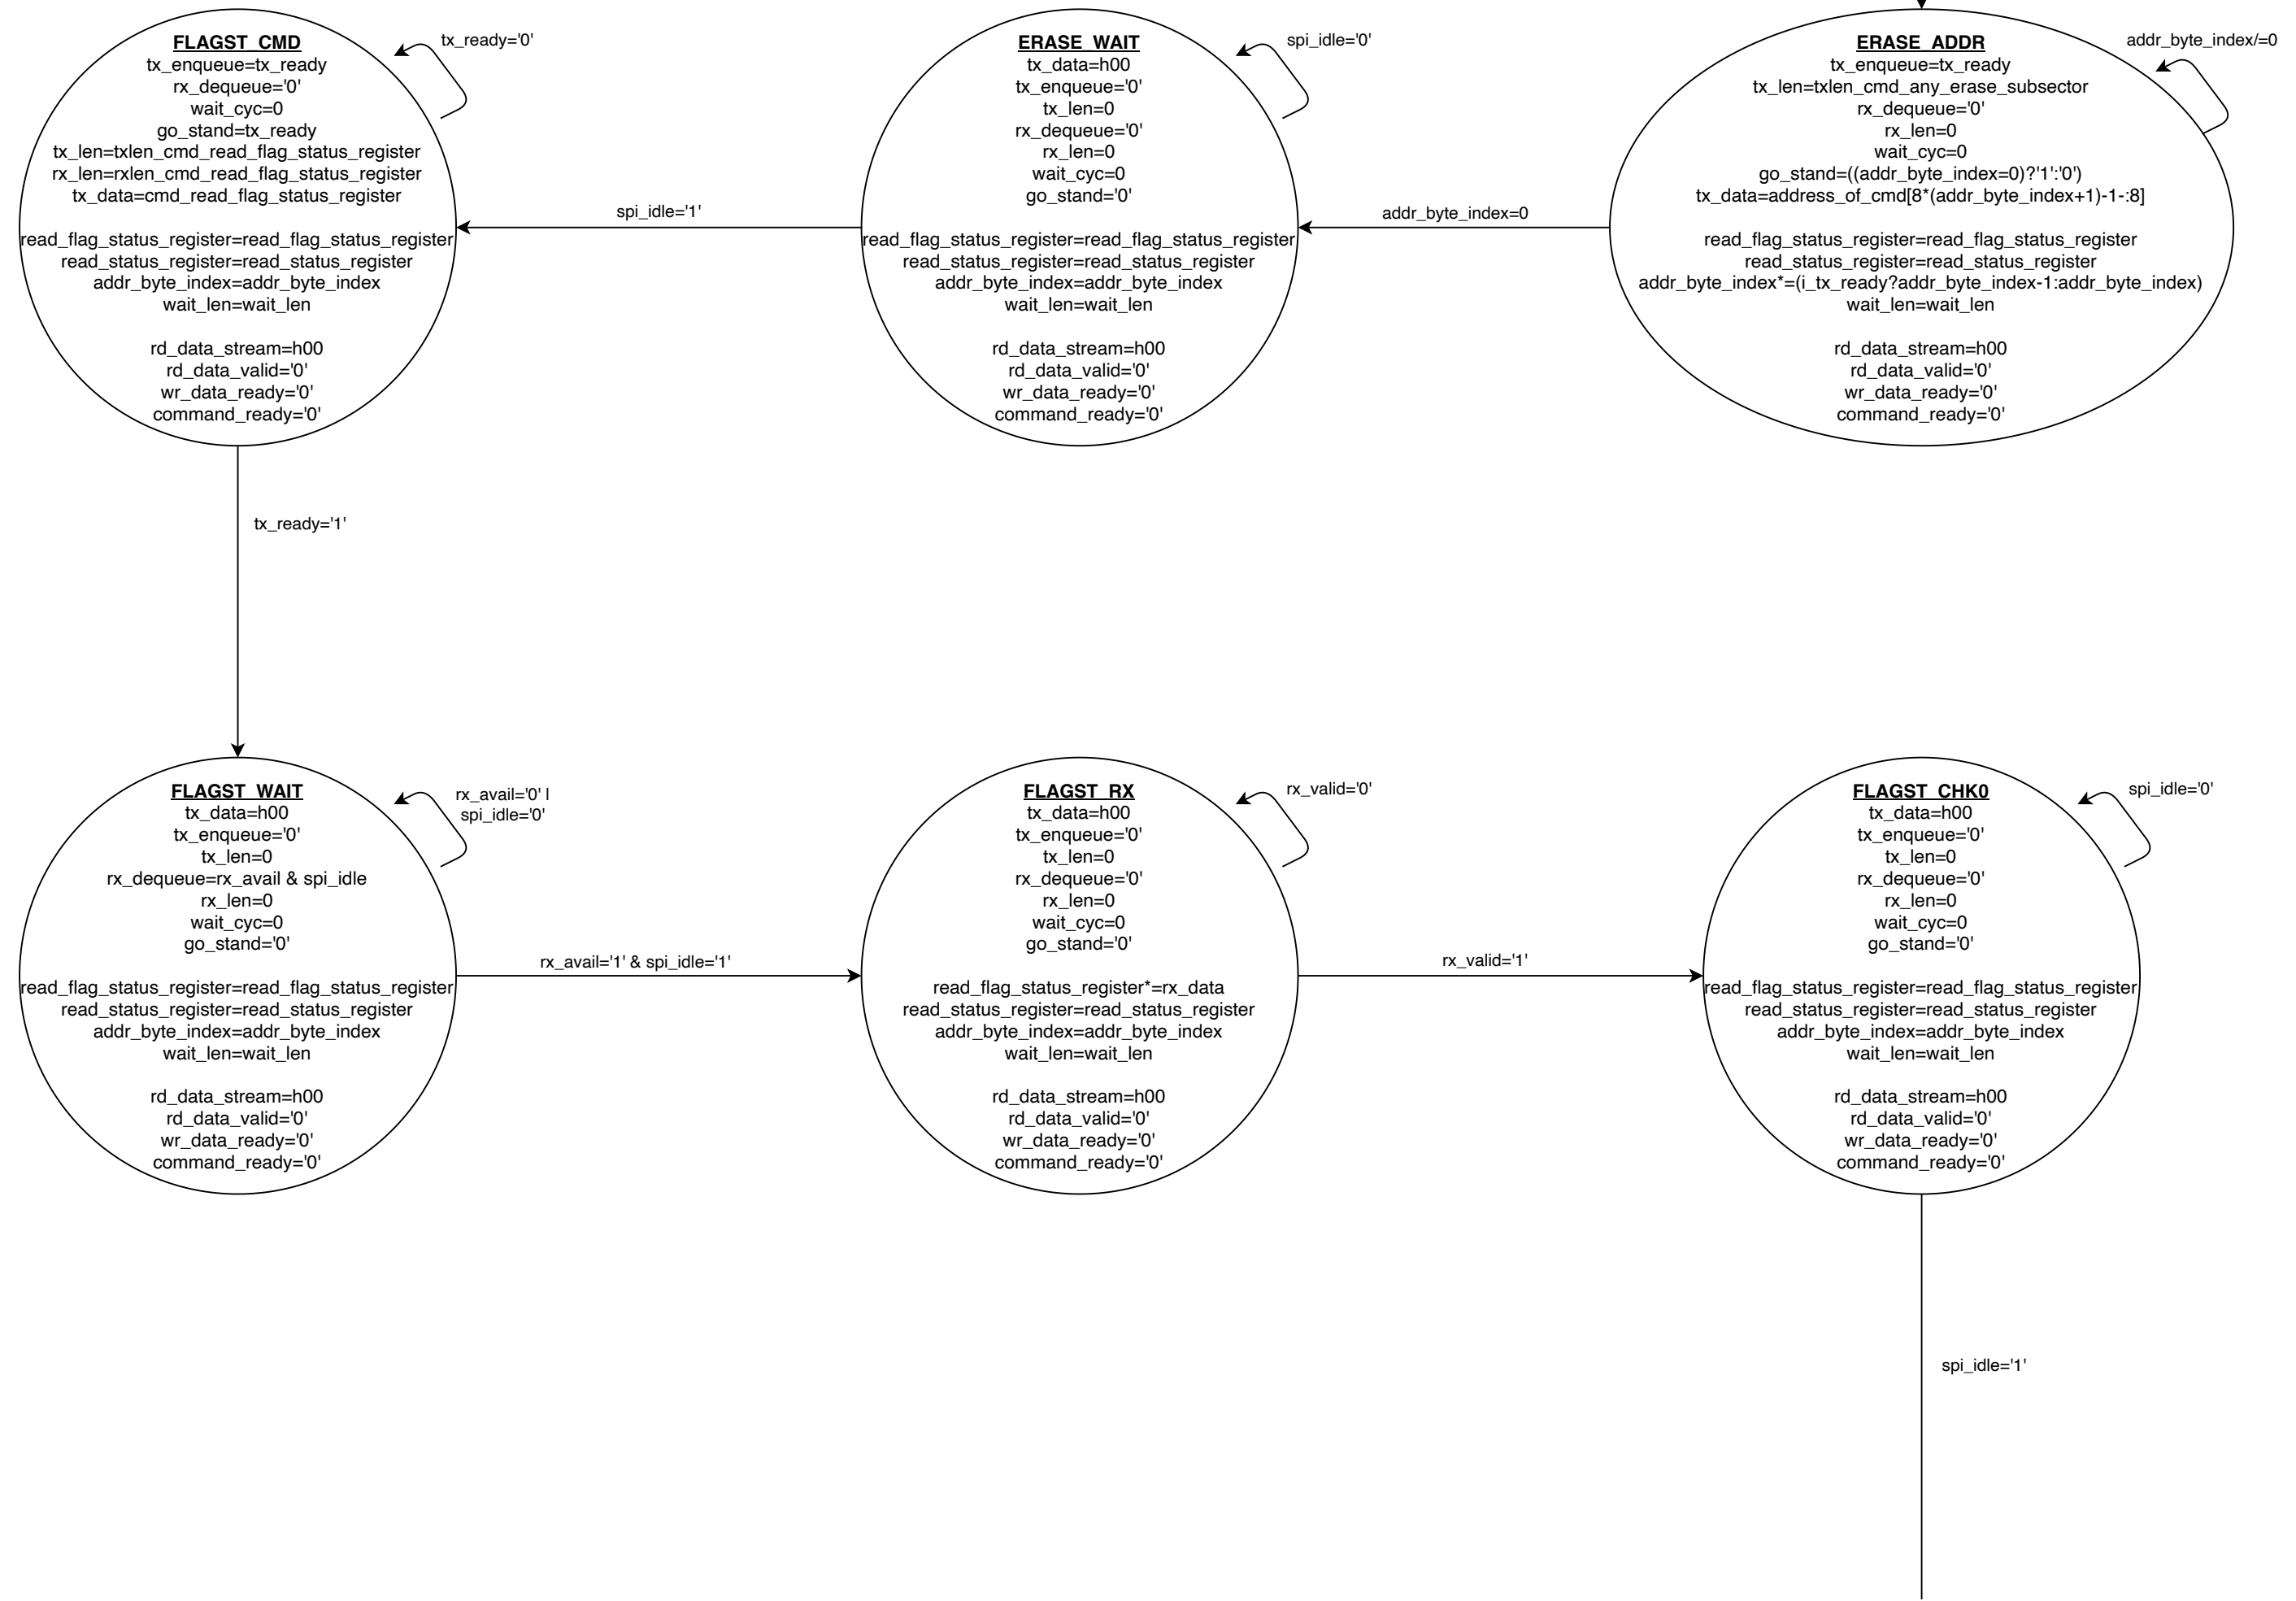 FLAGST_CMD
tx_enqueue=tx_ready
rx_dequeue='0'
wait_cyc=0
go_stand=tx_ready
tx_len=txlen_cmd_read_flag_status_register
rx_len=rxlen_cmd_read_flag_status_register
tx_data=cmd_read_flag_status_register
read_flag_status_register=read_flag_status_register
read_status_register=read_status_register
addr_byte_index=addr_byte_index
wait_len=wait_len
rd_data_stream=h00
rd_data_valid='0'
wr_data_ready='0'
command_ready='0'
tx_ready='0'
spi_idle='1'
ERASE_WAIT
tx_data=h00
tx_enqueue='0'
tx_len=0
rx_dequeue='0'
rx_len=0
wait_cyc=0
go_stand='0'
read_flag_status_register=read_flag_status_register
read_status_register=read_status_register
addr_byte_index=addr_byte_index
wait_len=wait_len
rd_data_stream=h00
rd_data_valid='0'
wr_data_ready='0'
command_ready='0'
spi_idle='0'
addr_byte_index=0
ERASE_ADDR
tx_enqueue=tx_ready
tx_len=txlen_cmd_any_erase_subsector
rx_dequeue='0'
rx_len=0
wait_cyc=0
go_stand=((addr_byte_index=0)?'1':'0')
tx_data=address_of_cmd[8*(addr_byte_index+1)-1-:8]
read_flag_status_register=read_flag_status_register
read_status_register=read_status_register
addr_byte_index*=(i_tx_ready?addr_byte_index-1:addr_byte_index)
wait_len=wait_len
rd_data_stream=h00
rd_data_valid='0'
wr_data_ready='0'
command_ready='0'
addr_byte_index/=0
tx_ready='1'
FLAGST_WAIT
tx_data=h00
tx_enqueue='0'
tx_len=0
rx_dequeue=rx_avail & spi_idle
rx_len=0
wait_cyc=0
go_stand='0'
read_flag_status_register=read_flag_status_register
read_status_register=read_status_register
addr_byte_index=addr_byte_index
wait_len=wait_len
rd_data_stream=h00
rd_data_valid='0'
wr_data_ready='0'
command_ready='0'
rx_avail='0' |
spi_idle='0'
rx_avail='1' & spi_idle='1'
FLAGST_RX
tx_data=h00
tx_enqueue='0'
tx_len=0
rx_dequeue='0'
rx_len=0
wait_cyc=0
go_stand='0'
read_flag_status_register*=rx_data
read_status_register=read_status_register
addr_byte_index=addr_byte_index
wait_len=wait_len
rd_data_stream=h00
rd_data_valid='0'
wr_data_ready='0'
command_ready='0'
rx_valid='0'
rx_valid='1'
FLAGST_CHK0
tx_data=h00
tx_enqueue='0'
tx_len=0
rx_dequeue='0'
rx_len=0
wait_cyc=0
go_stand='0'
read_flag_status_register=read_flag_status_register
read_status_register=read_status_register
addr_byte_index=addr_byte_index
wait_len=wait_len
rd_data_stream=h00
rd_data_valid='0'
wr_data_ready='0'
command_ready='0'
spi_idle='0'
spi_idle='1'